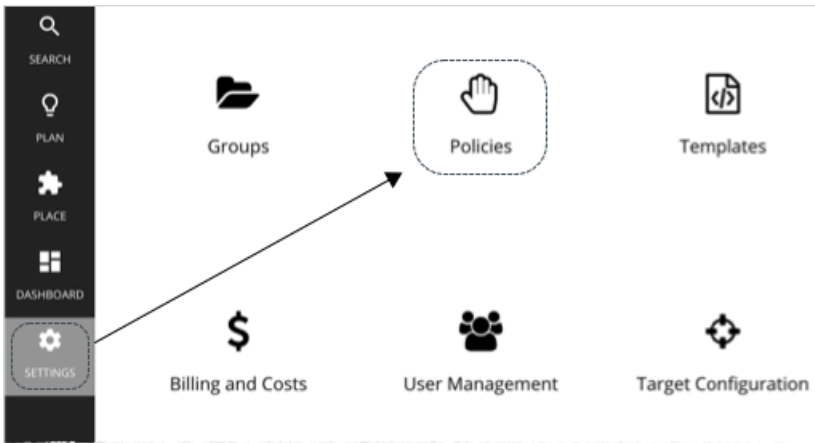 SEARCH
PLAN
PLACE
DASHBOARD
SETTINGS
Groups
Policies
Templates
Billing and Costs
User Management
Target Configuration